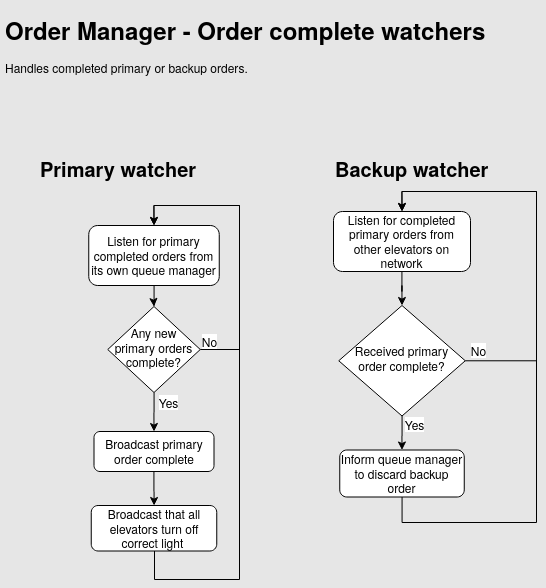 Order Manager - Order complete watchers
Handles completed primary or backup orders.
Primary watcher
Listen for primary
completed orders from
its own queue manager
Any new
primary orders
complete?
No
Yes
Broadcast primary
order complete
Broadcast that all
elevators turn off
correct light
Backup watcher
Listen for completed
primary orders from
other elevators on
network
Received primary
order complete?
No
Yes
Inform queue manager
to discard backup
order